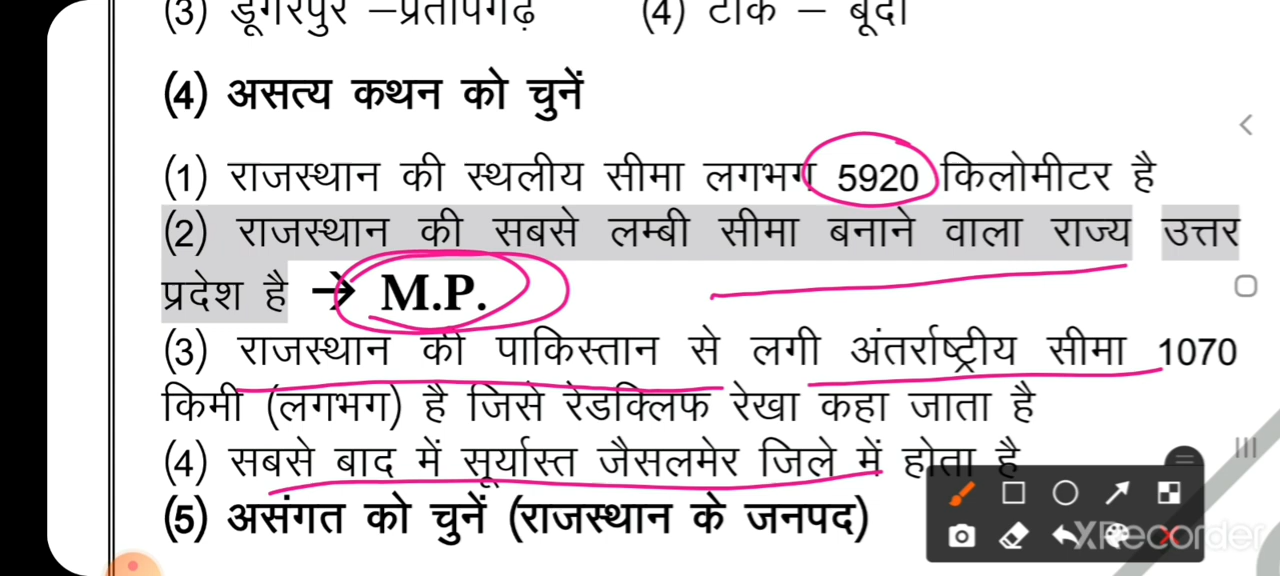 (3) डूंगरपुर –प्रतापगढ़ (4) टोंक – बूंदी
(4) असत्य कथन को चुनें
(1) राजस्थान की स्थलीय सीमा लगभग 5920 किलोमीटर है
(2) राजस्थान की सबसे लम्बी सीमा बनाने वाला राज्य उत्तर
प्रदेश है → M.P.
(3) राजस्थान की पाकिस्तान से लगी अंतर्राष्ट्रीय सीमा 1070
किमी (लगभग) है जिसे रेडक्लिफ रेखा कहा जाता है
(4) सबसे बाद में सूर्यास्त जैसलमेर जिले में होता है
(5) असंगत को चुनें (राजस्थान के जनपद)
XRecorder